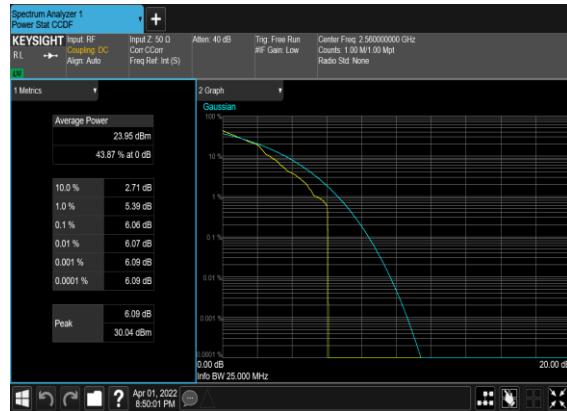 Spectrum Analyzer 1
Power Stat CCDF
+
KEYSIGHT Input: RF Input Z: 50 Ω Atten: 40 dB Trig: Free Run Center Freq: 2.560000000 GHz
RL Coupling: DC Corr CCorr #IF Gain: Low Counts: 1.00 M/1.00 Mpt
Align: Auto Freq Ref: Int (S) Radio Std: None
1 Metrics
2 Graph
Average Power
23.95 dBm
43.87 % at 0 dB
10.0 % 2.71 dB
1.0 % 5.39 dB
0.1 % 6.06 dB
0.01 % 6.07 dB
0.001 % 6.09 dB
0.0001 % 6.09 dB
Peak 6.09 dB
30.04 dBm
Gaussian
100 %
10 %
1 %
0.1 %
0.01 %
0.001 %
0.0001 %
0.00 dB 20.00 dB
Info BW 25.000 MHz
? Apr 01, 2022
8:50:01 PM